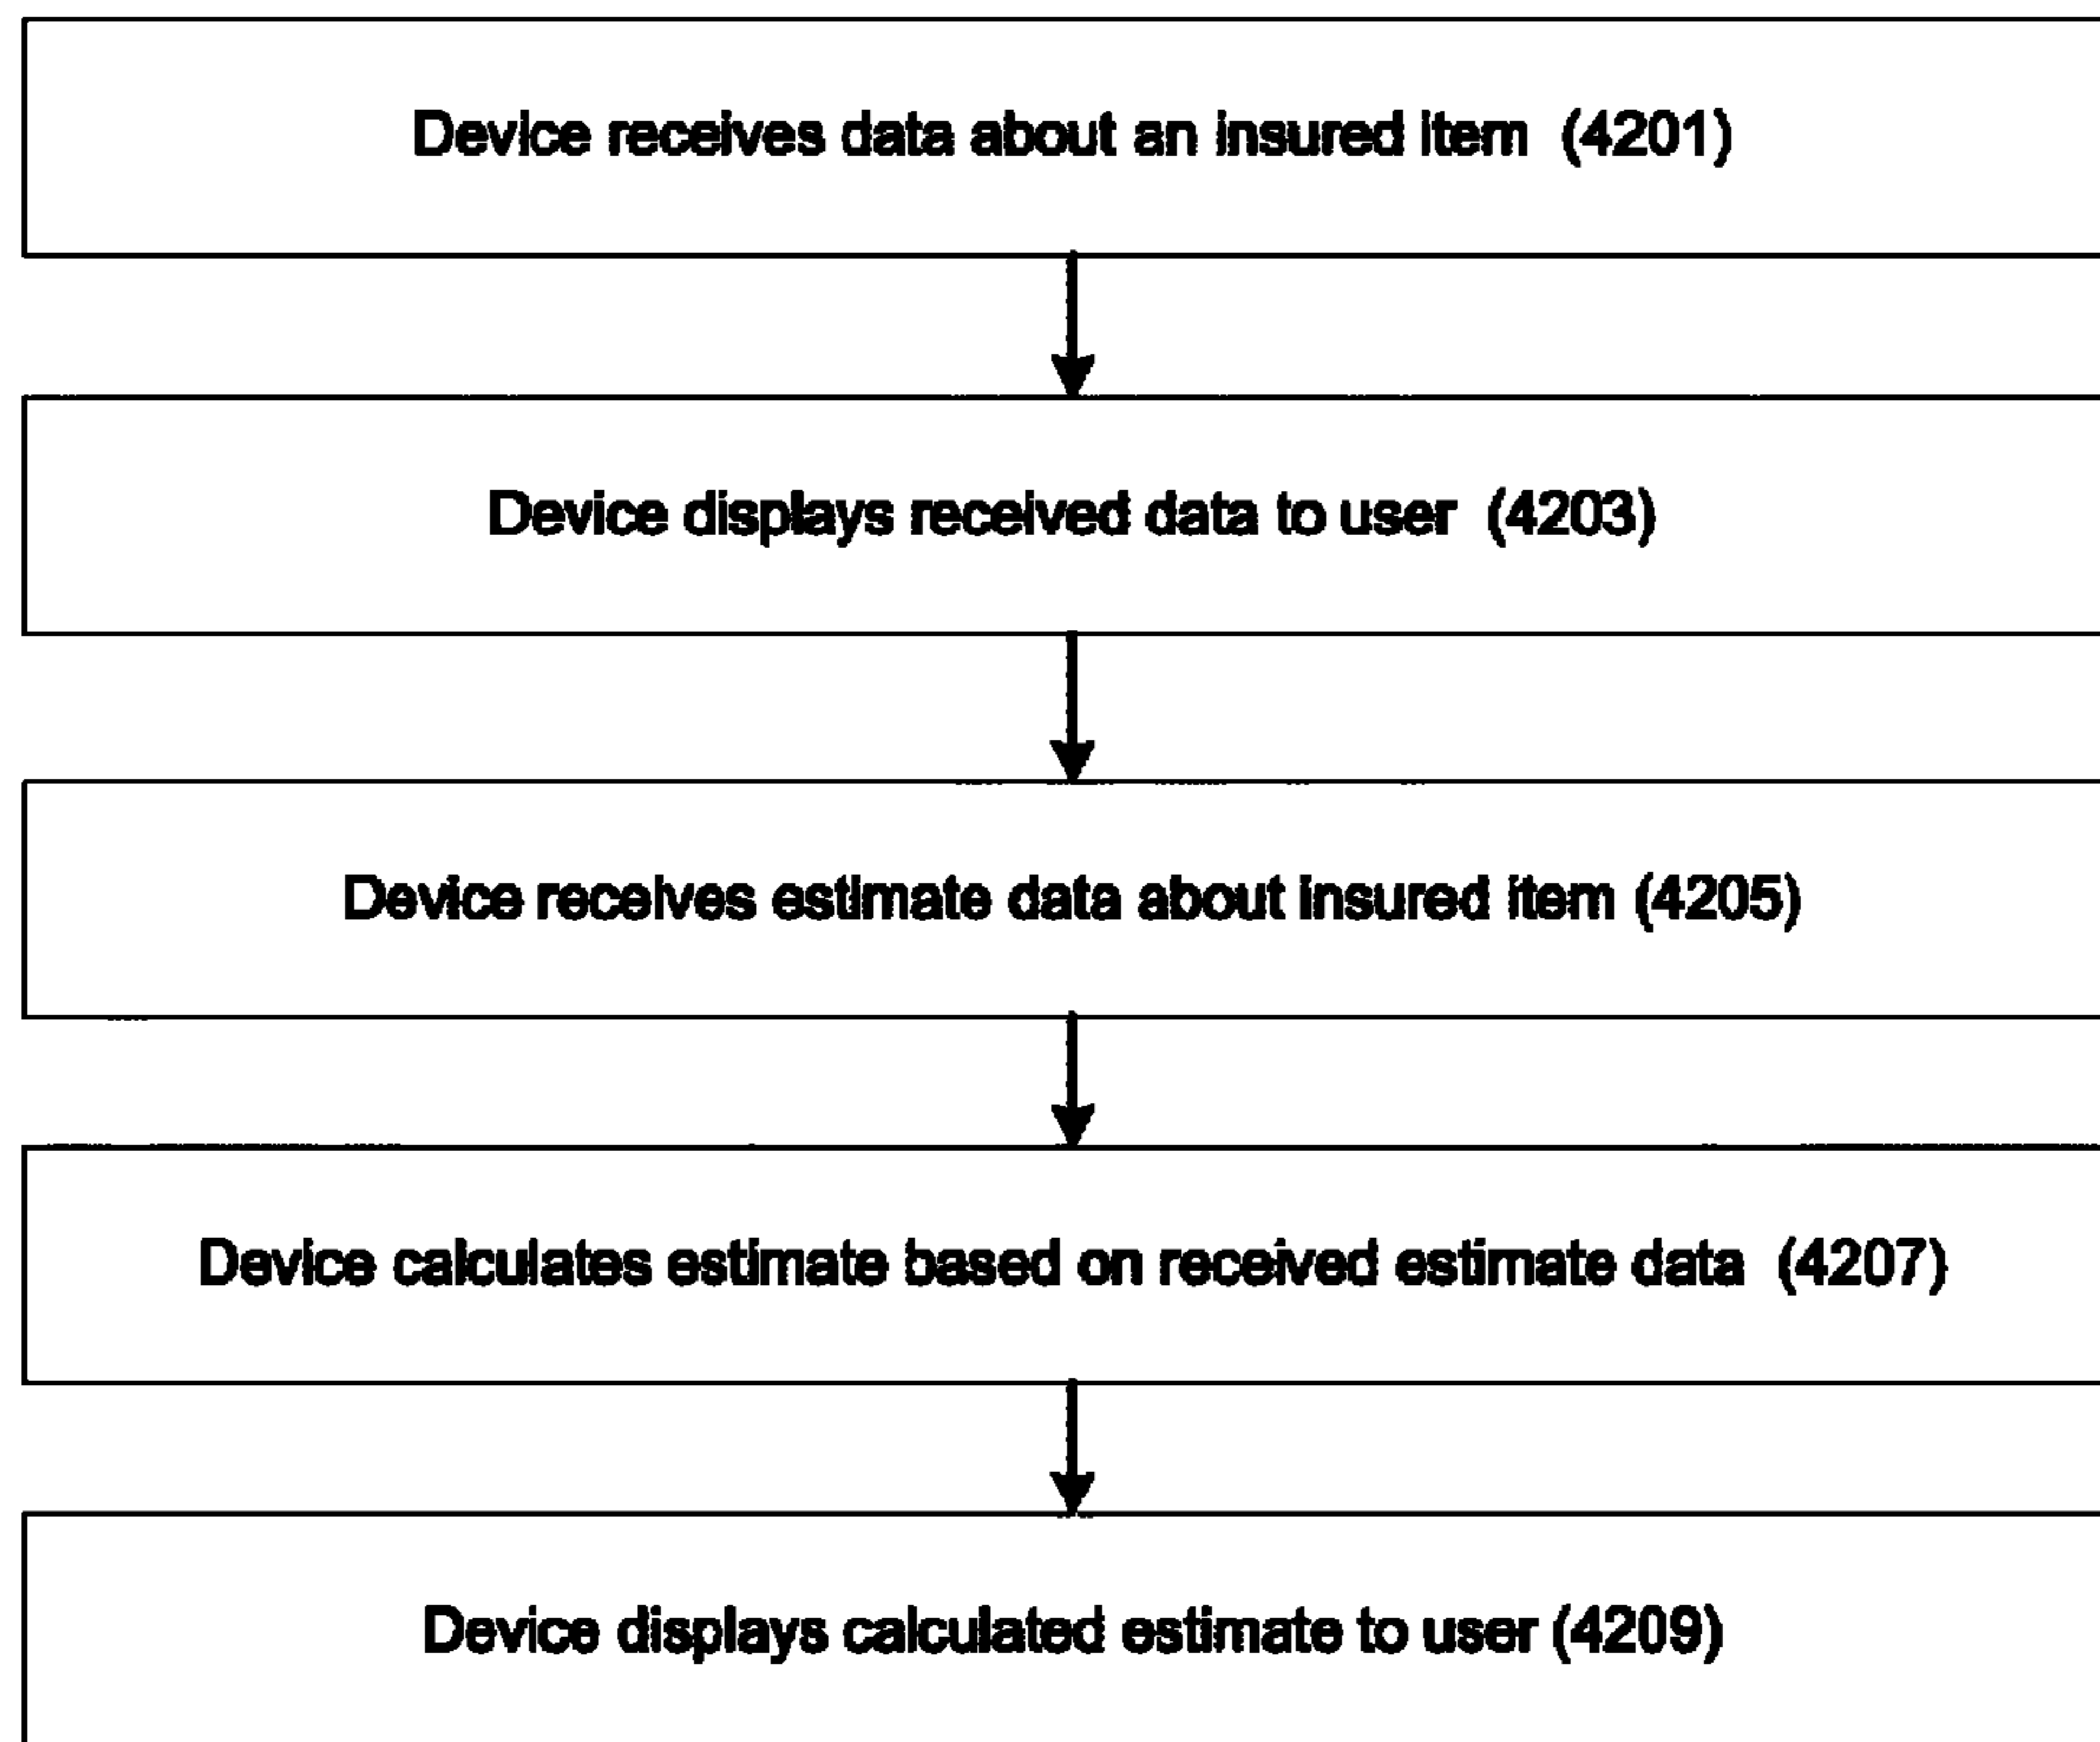 Device receives data about an insured item (4201)
Device displays received data to user (4203)
Device receives estimate data about insured item (4205)
Device calculates estimate based on received estimate data (4207)
Device displays calculated estimate to user (4209)